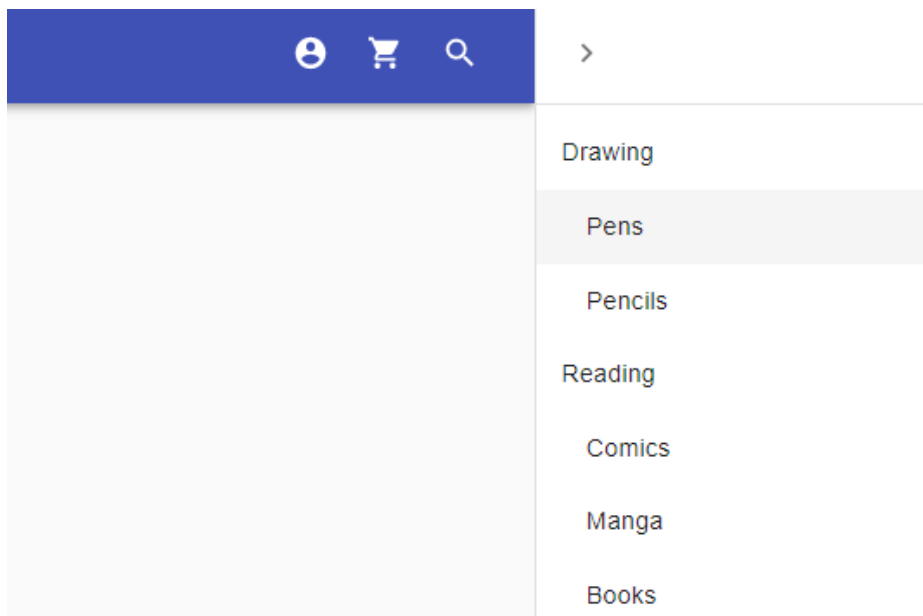 Drawing
Pens
Pencils
Reading
Comics
Manga
Books